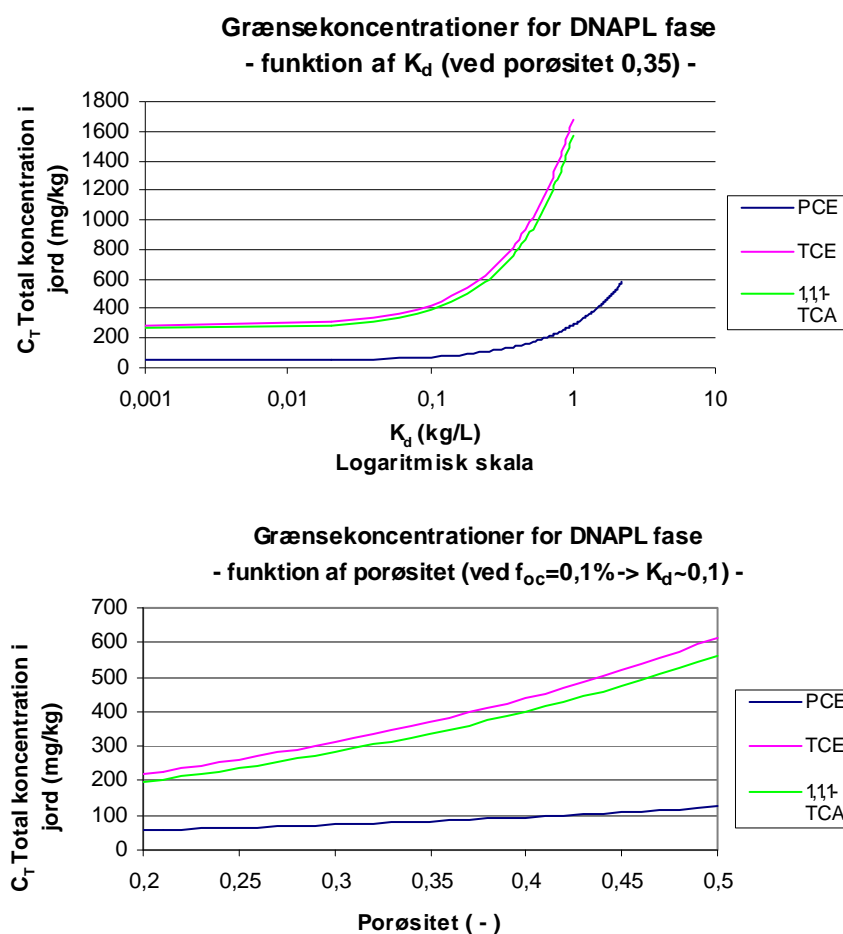 Grænsekoncentrationer for DNAPL fase
- funktion af Kd (ved porøsitet 0,35) -
1800
1600
1400
1200
1000
800
600
400
200
0
CT Total koncentration i
jord (mg/kg)
0,001
0,01
0,1
1
10
Kd (kg/L)
Logaritmisk skala
PCE
TCE
1,1,1-
TCA
Grænsekoncentrationer for DNAPL fase
- funktion af porøsitet (ved foc=0,1%-> Kd~0,1) -
700
600
500
400
300
200
100
0
CT Total koncentration i
jord (mg/kg)
0,2
0,25
0,3
0,35
0,4
0,45
0,5
Porøsitet ( - )
PCE
TCE
1,1,1-
TCA